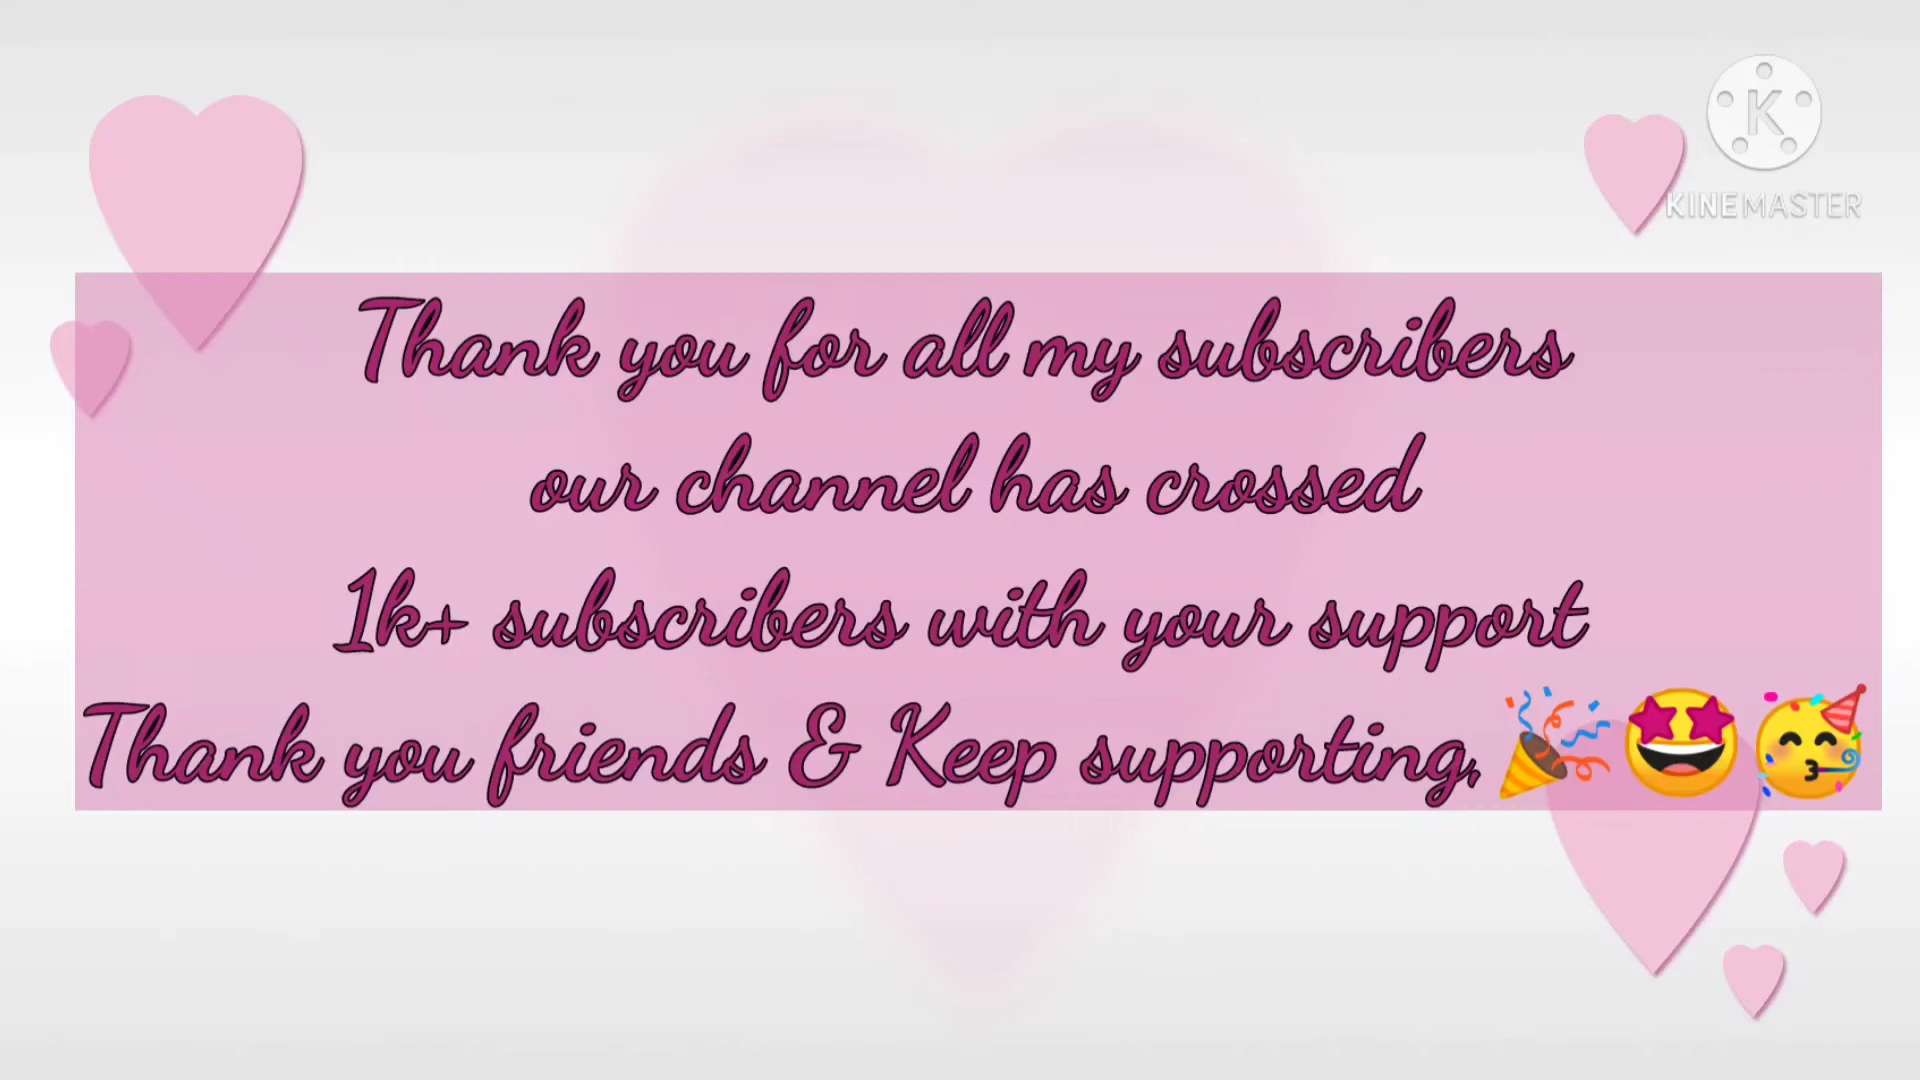 K
KINEMASTER
Thank you for all my subscribers
our channel has crossed
1k+ subscribers with your support
Thank you friends & Keep supporting, 🎉🤩🥳